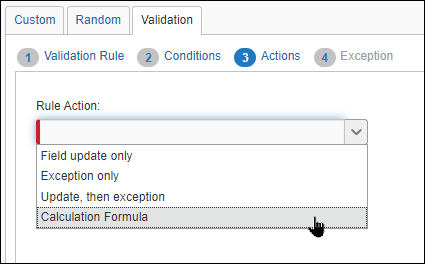 Custom Random Validation
1 Validation Rule 2 Conditions 3 Actions 4 Exception
Rule Action:
Field update only
Exception only
Update, then exception
Calculation Formula